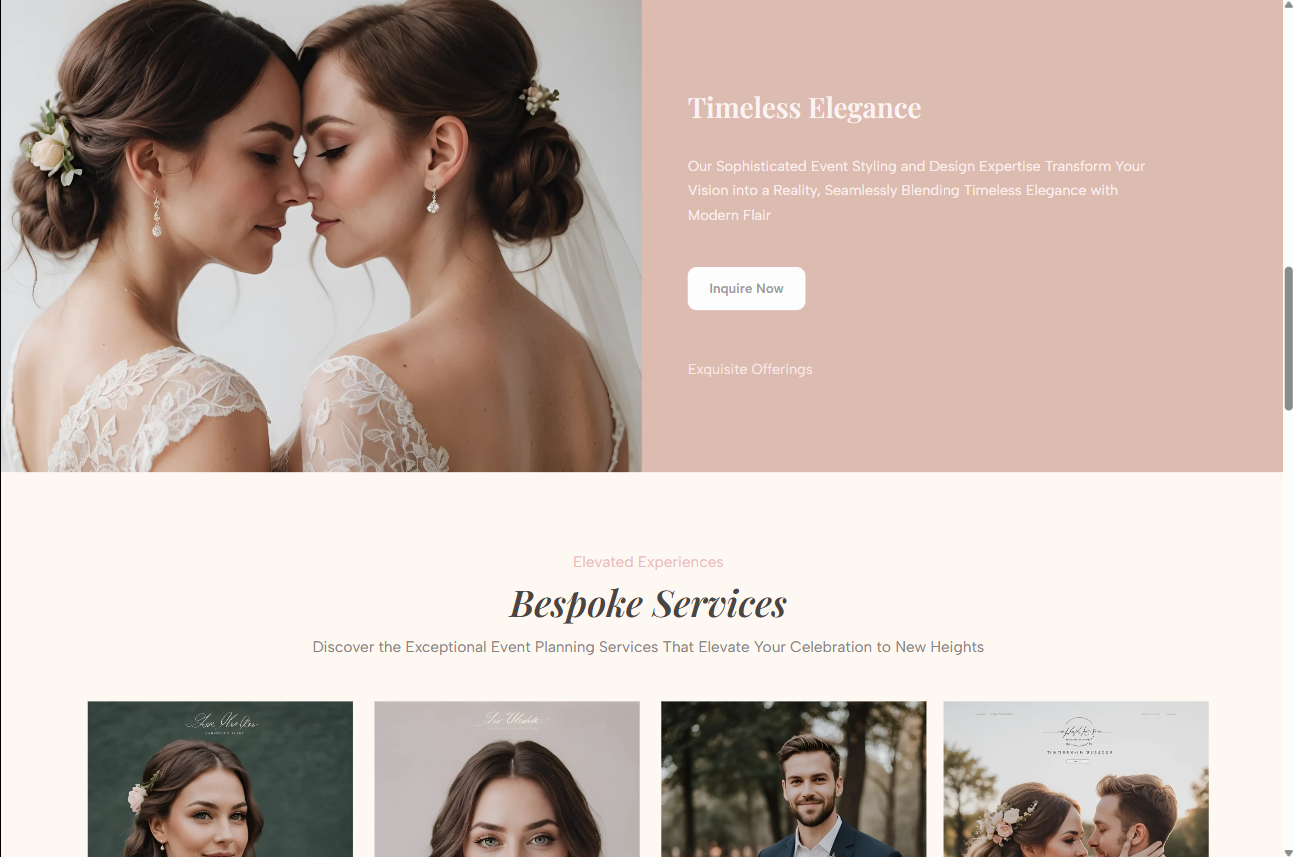 Timeless Elegance
Our Sophisticated Event Styling and Design Expertise Transform Your
Vision into a Reality, Seamlessly Blending Timeless Elegance with
Modern Flair
Inquire Now
Exquisite Offerings
Elevated Experiences
Bespoke Services
Discover the Exceptional Event Planning Services That Elevate Your Celebration to New Heights